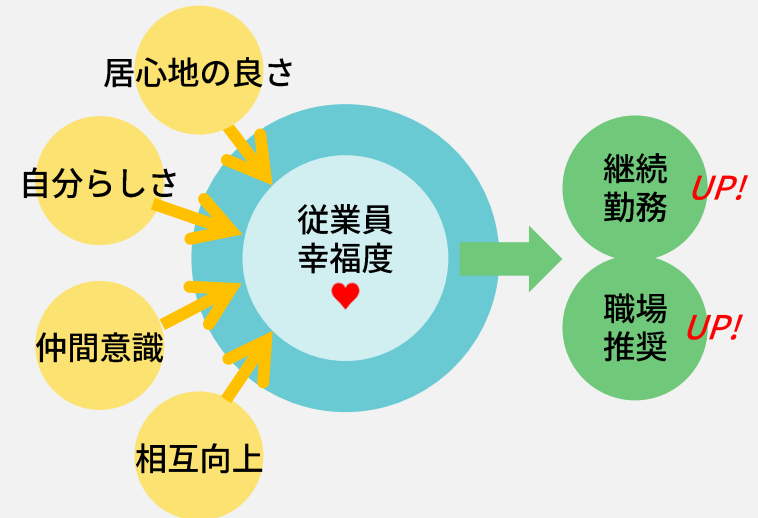 居心地の良さ
自分らしさ
仲間意識
相互向上
従業員
幸福度
継続
勤務
UP!
職場
推奨
UP!